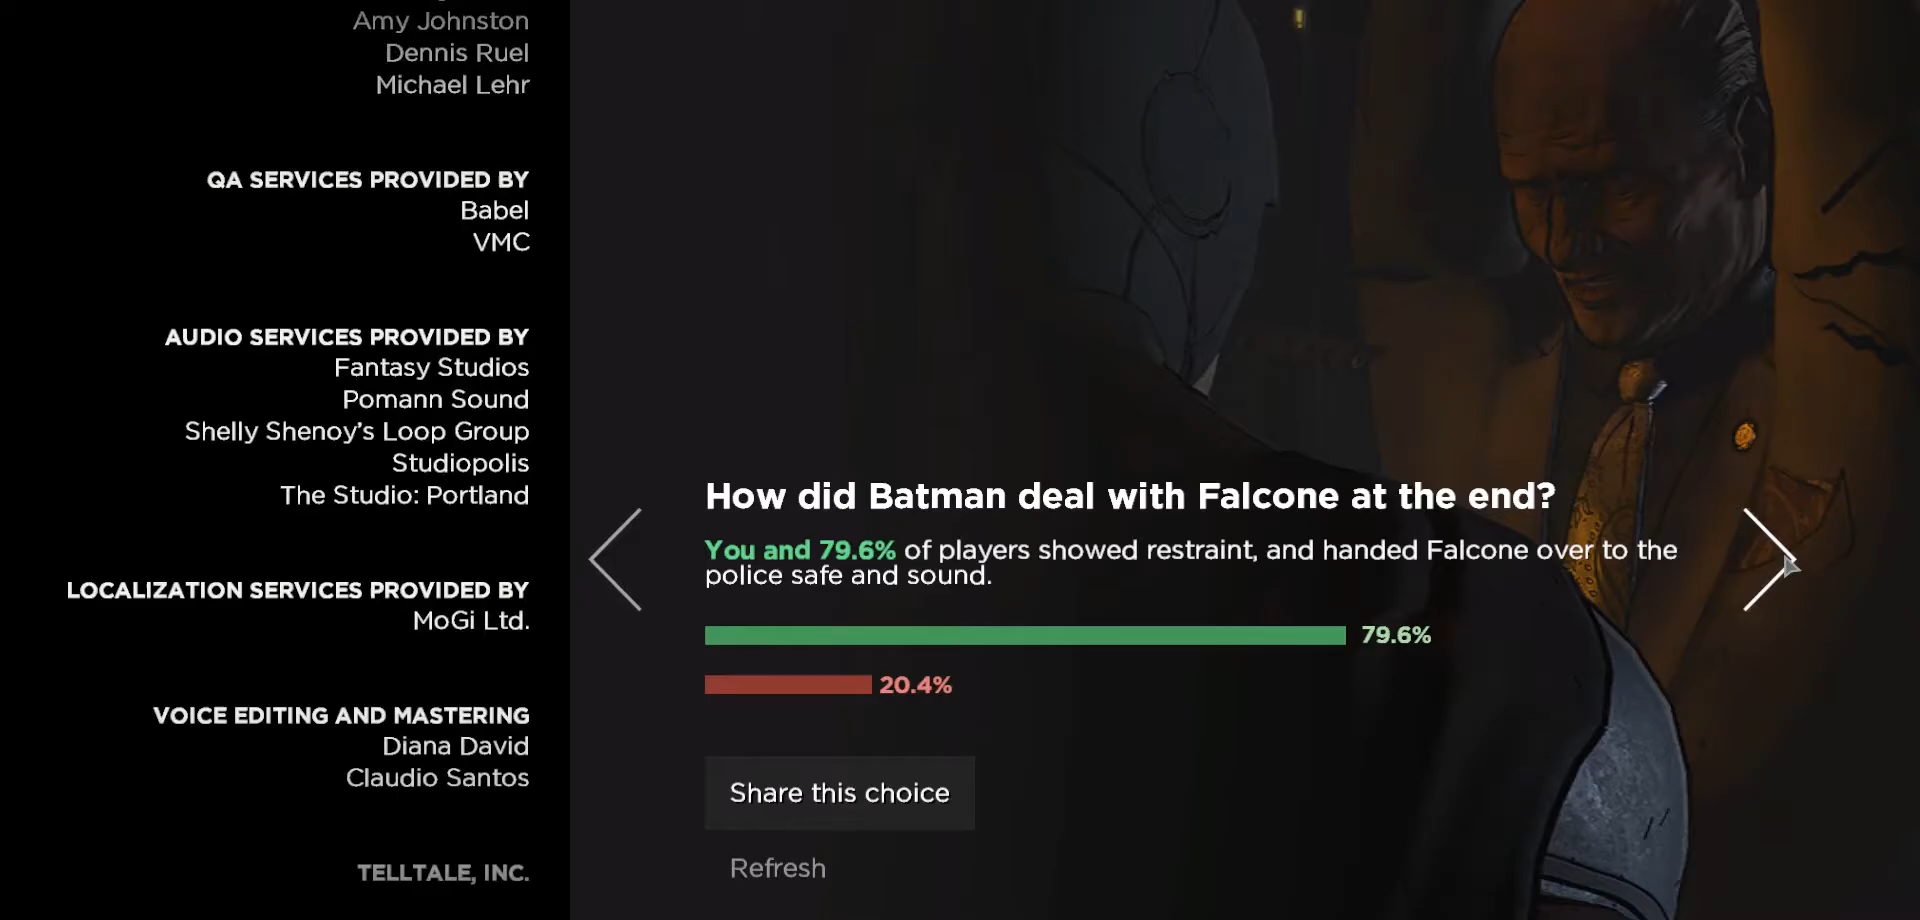 Amy Johnston
Dennis Ruel
Michael Lehr
QA SERVICES PROVIDED BY
Babel
VMC
AUDIO SERVICES PROVIDED BY
Fantasy Studios
Pomann Sound
Shelly Shenoy's Loop Group
Studiopolis
The Studio: Portland
LOCALIZATION SERVICES PROVIDED BY
MoGi Ltd.
VOICE EDITING AND MASTERING
Diana David
Claudio Santos
TELLTALE, INC.
How did Batman deal with Falcone at the end?
You and 79.6% of players showed restraint, and handed Falcone over to the
police safe and sound.
79.6%
20.4%
Share this choice
Refresh